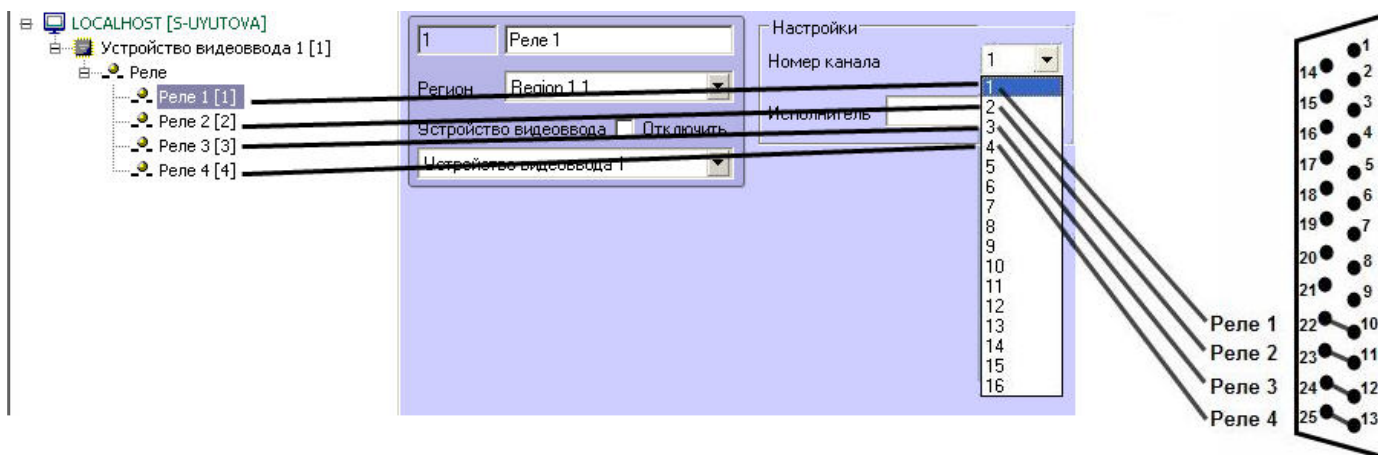 LOCALHOST [S-UYUTOVA]
Устройство видеоввода 1 [1]
Реле
Реле 1 [1]
Реле 2 [2]
Реле 3 [3]
Реле 4 [4]
1 Реле 1
Регион Region 1.1
Устройство видеоввода Отключить
Устройство видеоввода 1
Настройки
Номер канала 1
Исполнитель
1
2
3
4
5
6
7
8
9
10
11
12
13
14
15
16
Реле 1
Реле 2
Реле 3
Реле 4
1
14 2
15 3
16 4
17 5
18 6
19 7
20 8
21 9
22 10
23 11
24 12
25 13